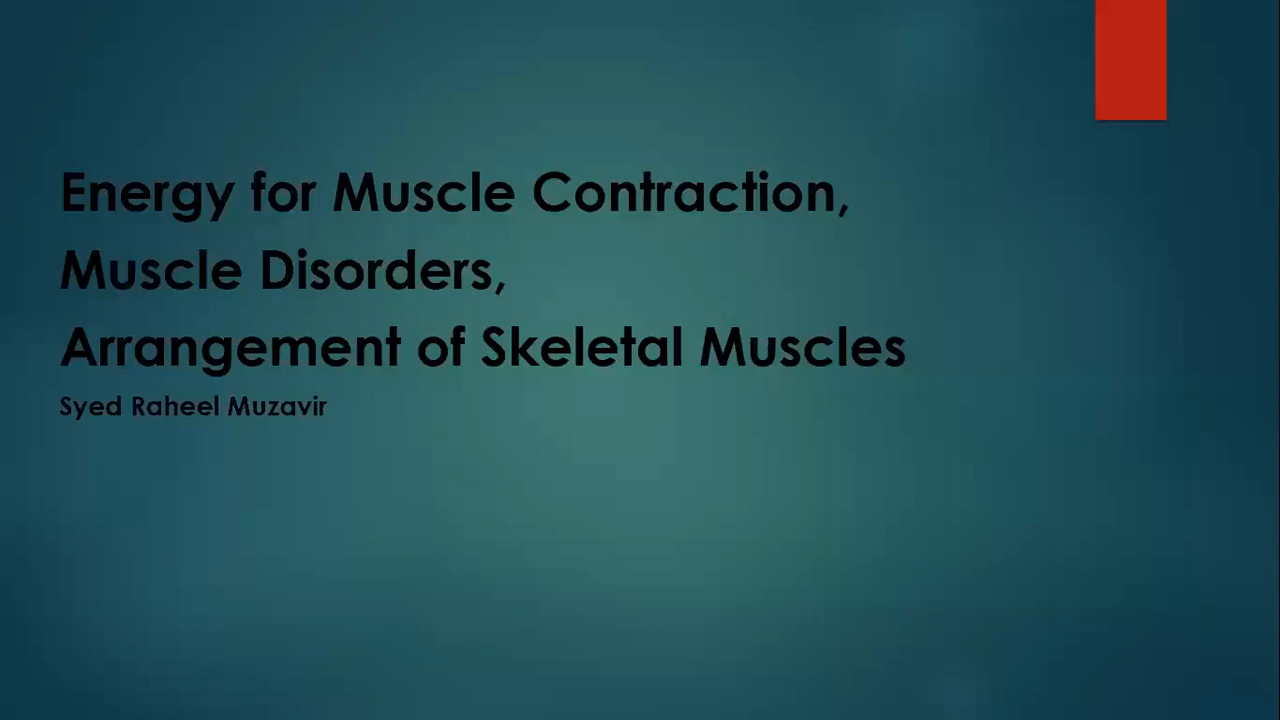 Energy for Muscle Contraction,
Muscle Disorders,
Arrangement of Skeletal Muscles
Syed Raheel Muzavir